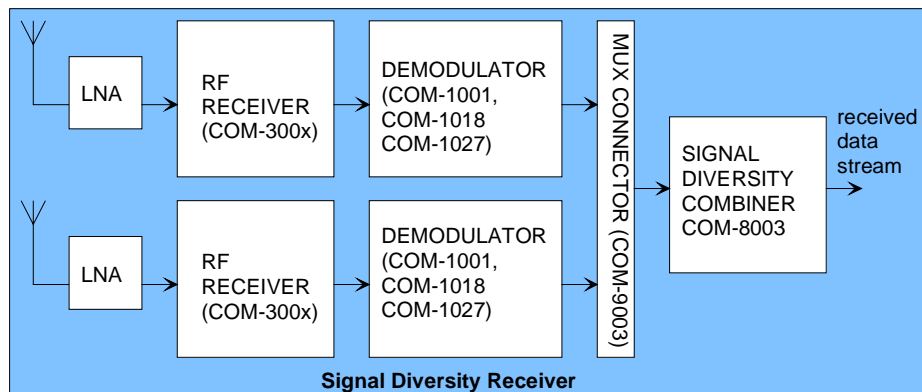 LNA
RF
RECEIVER
(COM-300x)
DEMODULATOR
(COM-1001,
COM-1018
COM-1027)
MUX CONNECTOR (COM-9003)
SIGNAL
DIVERSITY
COMBINER
COM-8003
received
data
stream
LNA
RF
RECEIVER
(COM-300x)
DEMODULATOR
(COM-1001,
COM-1018
COM-1027)
Signal Diversity Receiver